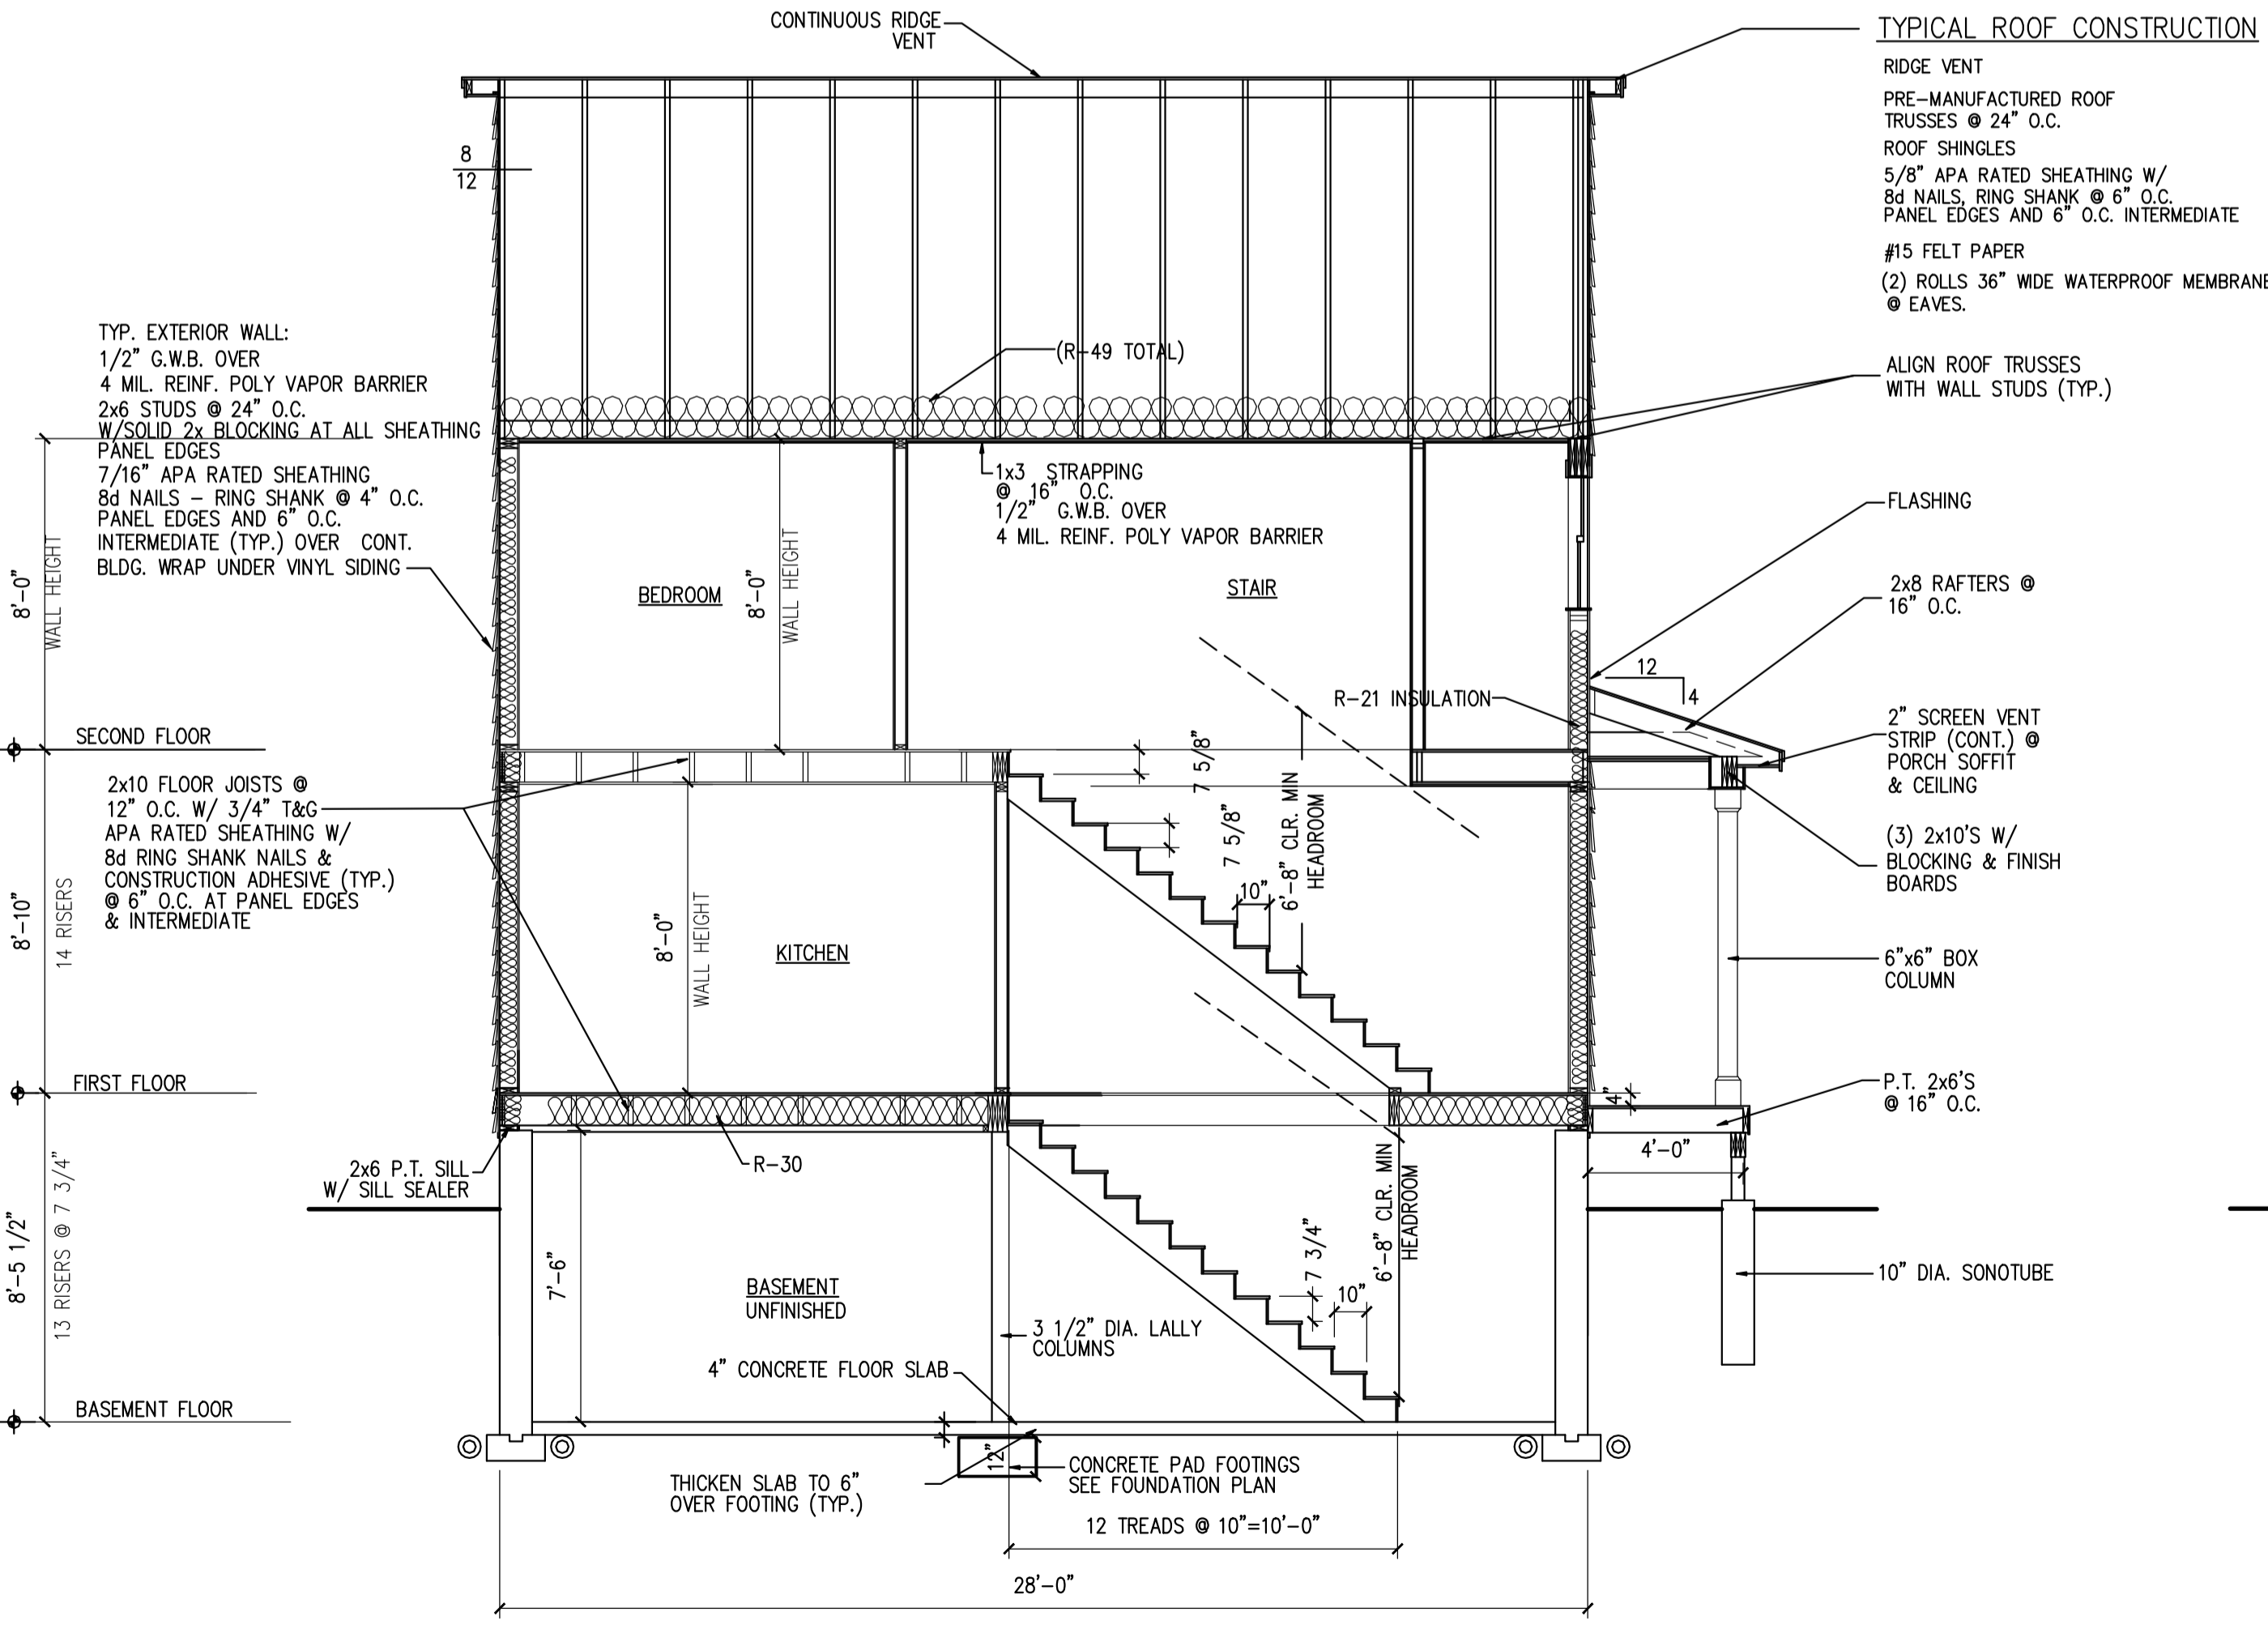 CONTINUOUS RIDGE
VENT
TYPICAL ROOF CONSTRUCTION
RIDGE VENT
PRE-MANUFACTURED ROOF
TRUSSES @ 24" O.C.
ROOF SHINGLES
5/8" APA RATED SHEATHING W/
8d NAILS, RING SHANK @ 6" O.C.
PANEL EDGES AND 6" O.C. INTERMEDIATE
#15 FELT PAPER
(2) ROLLS 36" WIDE WATERPROOF MEMBRANE
@ EAVES.
8
12
TYP. EXTERIOR WALL:
1/2" G.W.B. OVER
4 MIL. REINF. POLY VAPOR BARRIER
2x6 STUDS @ 24" O.C.
W/SOLID 2x BLOCKING AT ALL SHEATHING
PANEL EDGES
7/16" APA RATED SHEATHING
8d NAILS – RING SHANK @ 4" O.C.
PANEL EDGES AND 6" O.C.
INTERMEDIATE (TYP.) OVER CONT.
BLDG. WRAP UNDER VINYL SIDING
(R-49 TOTAL)
ALIGN ROOF TRUSSES
WITH WALL STUDS (TYP.)
1x3 STRAPPING
@ 16" O.C.
1/2" G.W.B. OVER
4 MIL. REINF. POLY VAPOR BARRIER
FLASHING
8'-0"
WALL HEIGHT
BEDROOM
8'-0"
WALL HEIGHT
STAIR
2x8 RAFTERS @
16" O.C.
12
4
R-21 INSULATION
2" SCREEN VENT
STRIP (CONT.) @
PORCH SOFFIT
& CEILING
SECOND FLOOR
2x10 FLOOR JOISTS @
12" O.C. W/ 3/4" T&G
APA RATED SHEATHING W/
8d RING SHANK NAILS &
CONSTRUCTION ADHESIVE (TYP.)
@ 6" O.C. AT PANEL EDGES
& INTERMEDIATE
7 5/8"
7 5/8"
10"
6'-8" CLR. MIN
HEADROOM
(3) 2x10'S W/
BLOCKING & FINISH
BOARDS
8'-10"
14 RISERS
8'-0"
WALL HEIGHT
KITCHEN
6"x6" BOX
COLUMN
FIRST FLOOR
4"
P.T. 2x6'S
@ 16" O.C.
4'-0"
2x6 P.T. SILL
W/ SILL SEALER
R-30
8'-5 1/2"
13 RISERS @ 7 3/4"
7'-6"
BASEMENT
UNFINISHED
7 3/4"
10"
6'-8" CLR. MIN
HEADROOM
10" DIA. SONOTUBE
3 1/2" DIA. LALLY
COLUMNS
4" CONCRETE FLOOR SLAB
BASEMENT FLOOR
12"
CONCRETE PAD FOOTINGS
SEE FOUNDATION PLAN
THICKEN SLAB TO 6"
OVER FOOTING (TYP.)
12 TREADS @ 10"=10'-0"
28'-0"